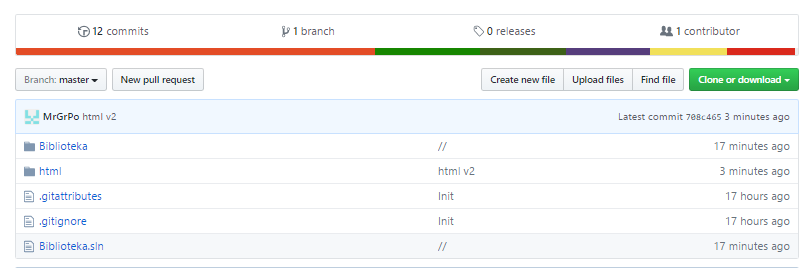 12 commits 1 branch 0 releases 1 contributor
Branch: master New pull request Create new file Upload files Find file Clone or download
MrGrPo html v2 Latest commit 708c465 3 minutes ago
Biblioteka // 17 minutes ago
html html v2 3 minutes ago
.gitattributes Init 17 hours ago
.gitignore Init 17 hours ago
Biblioteka.sln // 17 minutes ago